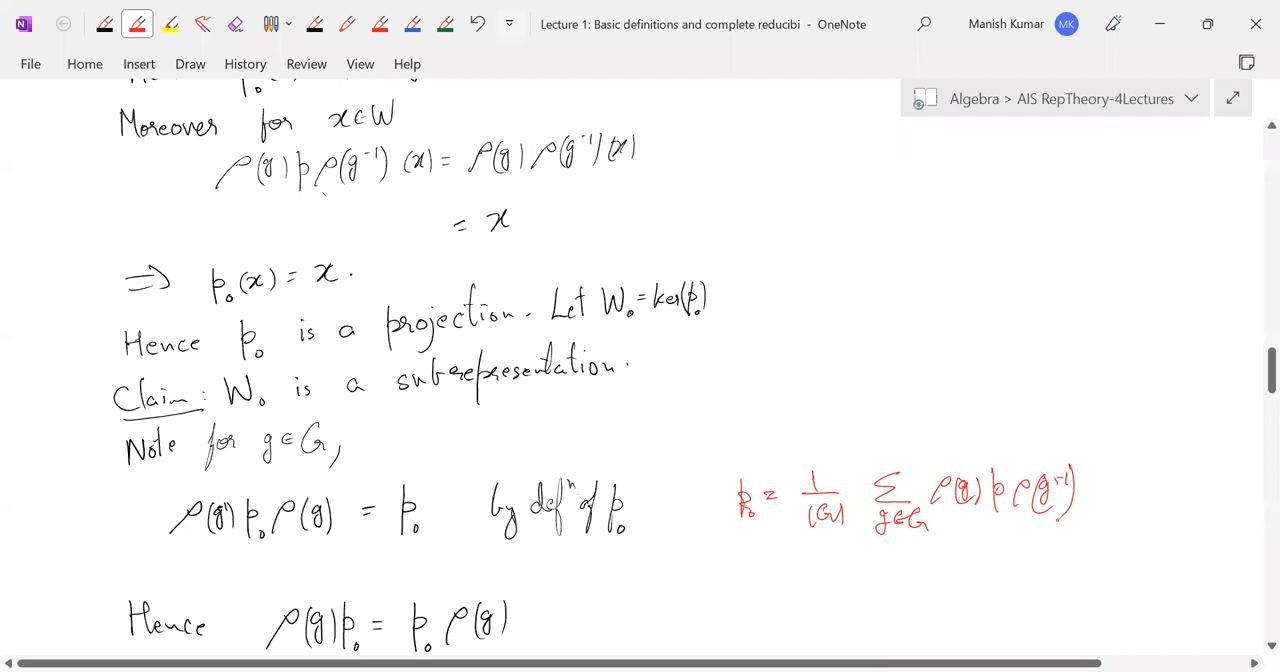 Lecture 1: Basic definitions and complete reducibi - OneNote
Manish Kumar
MK
File Home Insert Draw History Review View Help
Algebra > AIS RepTheory-4Lectures
Moreover for x∈W
ρ(g) p ρ(g⁻¹) (x) = ρ(g) ρ(g⁻¹)(x)
= x
⇒ p₀(x) = x.
Hence p₀ is a projection. Let W₀ = ker(p₀)
Claim: W₀ is a subrepresentation.
Note for g∈G,
ρ(g⁻¹) p₀ ρ(g) = p₀ by defⁿ of p₀
p₀ = 1/|G| Σ g∈G ρ(g) p ρ(g⁻¹)
Hence ρ(g) p₀ = p₀ ρ(g)